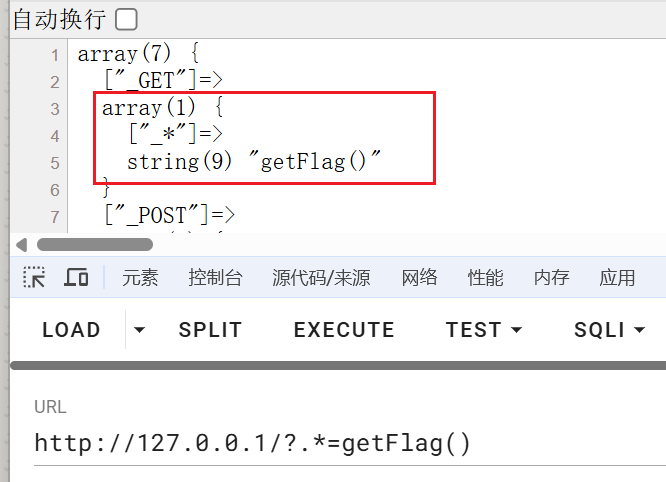 自动换行
1 array(7) {
2 ["_GET"]=>
3 array(1) {
4 ["_*"]=>
5 string(9) "getFlag()"
6 }
7 ["_POST"]=>
元素 控制台 源代码/来源 网络 性能 内存 应用
LOAD SPLIT EXECUTE TEST SQLI
URL
http://127.0.0.1/?.*=getFlag()